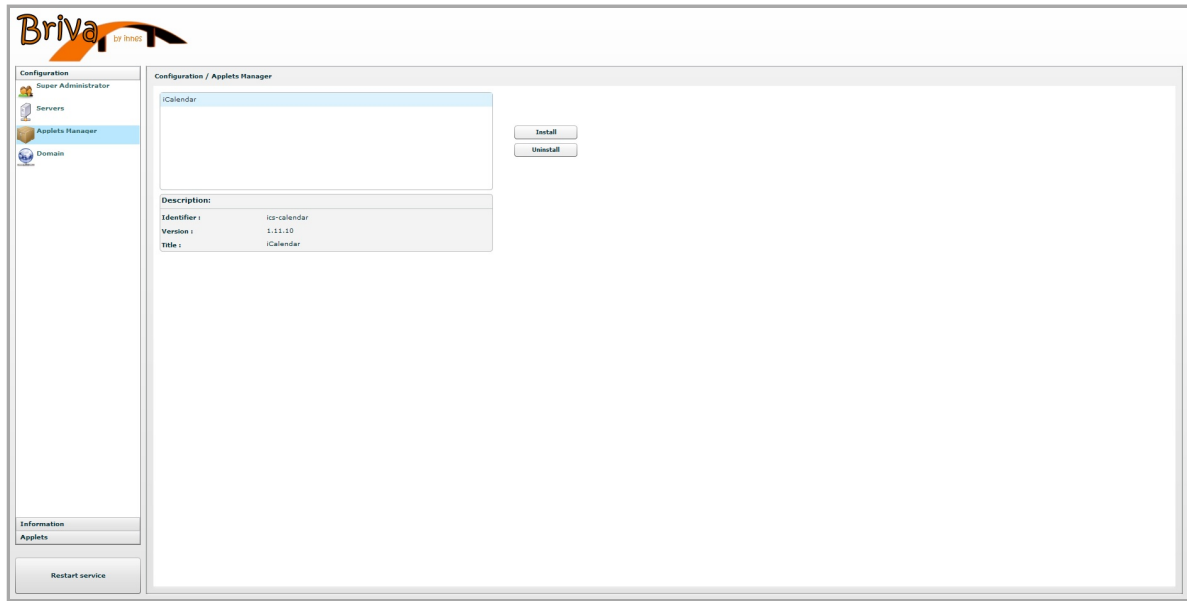 Briva by innes
Configuration
Super Administrator
Servers
Applets Manager
Domain
Information
Applets
Restart service
Configuration / Applets Manager
iCalendar
Install
Uninstall
Description:
Identifier : ics-calendar
Version : 1.11.10
Title : iCalendar